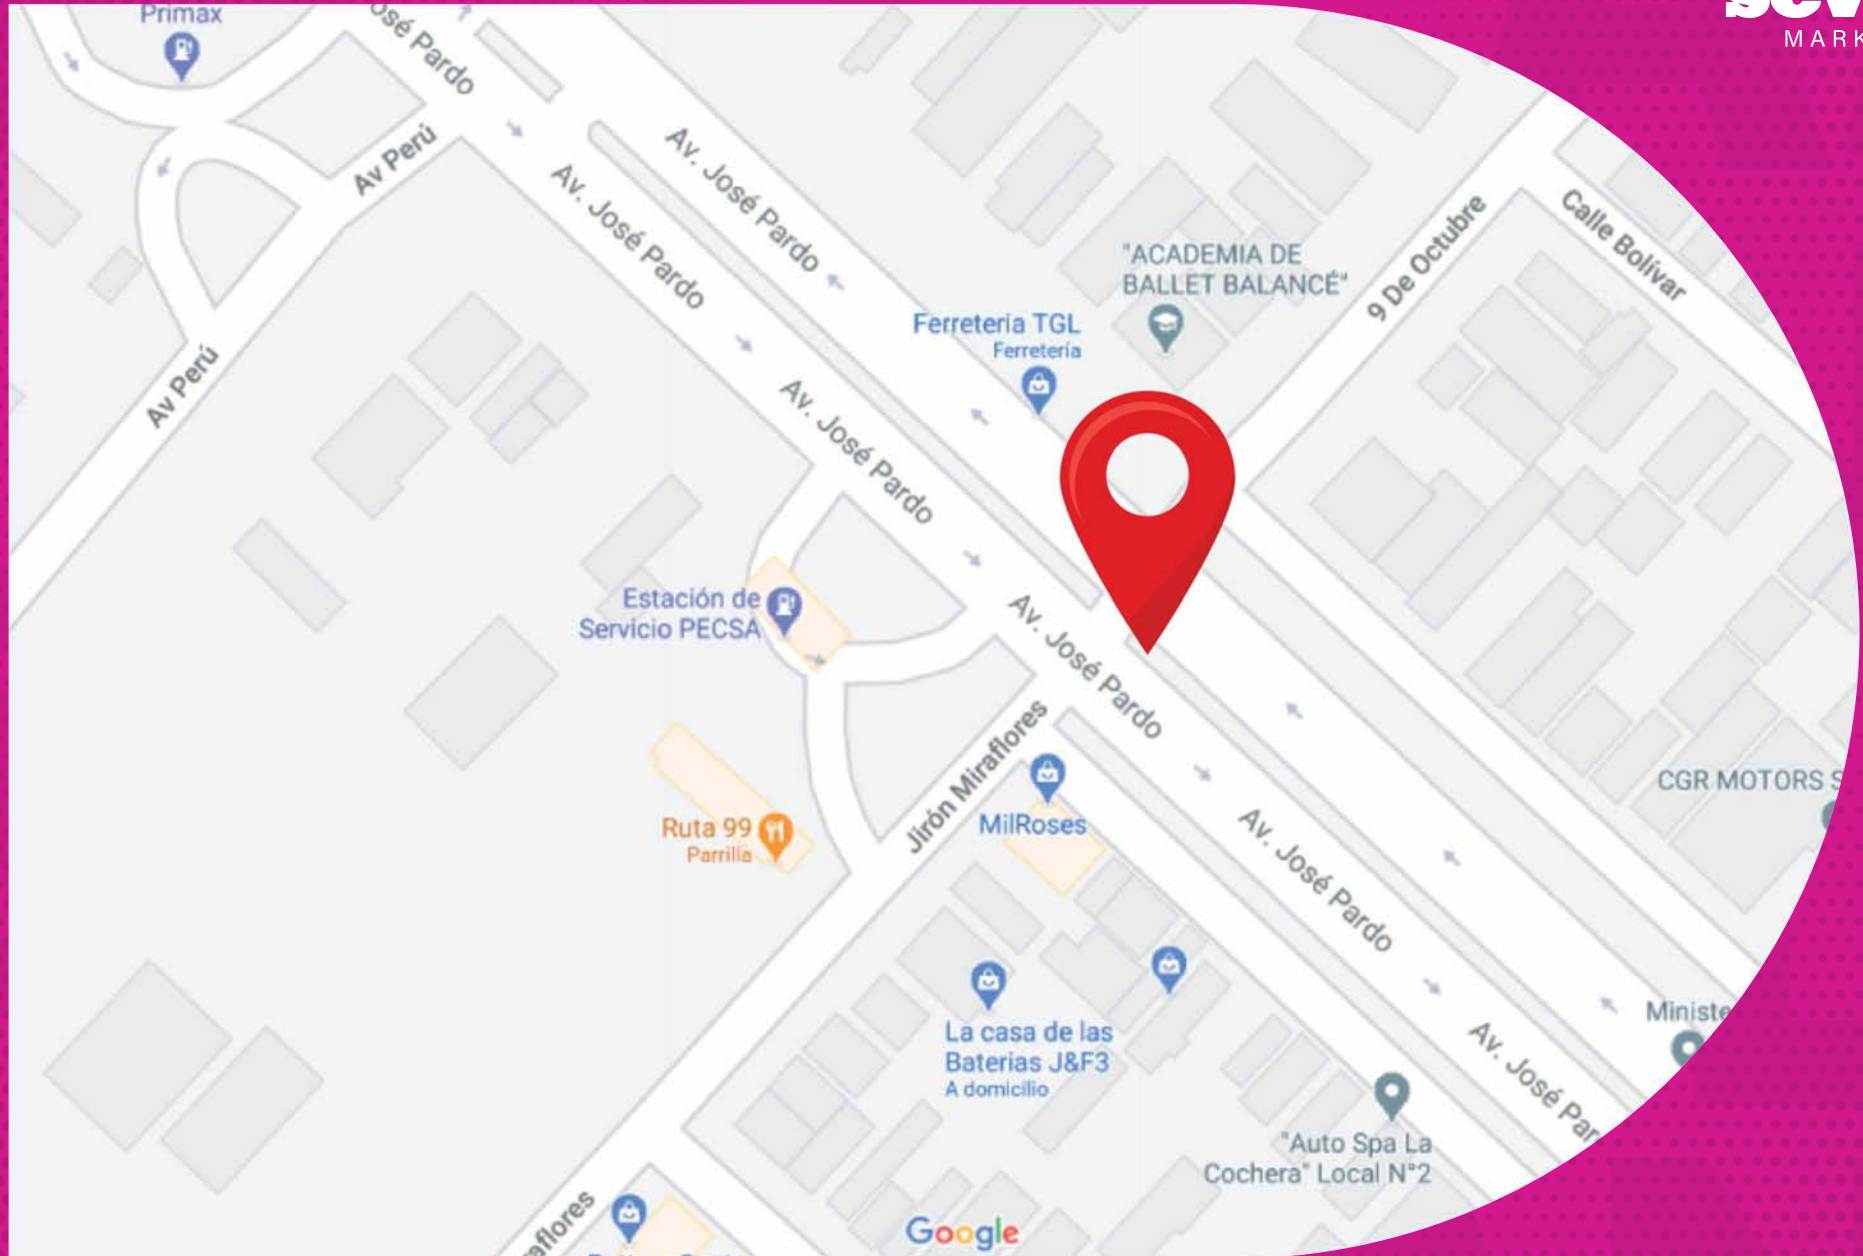 Primax
MARK
José Pardo
Av Perú
Av. José Pardo
Av. José Pardo
9 De Octubre
Calle Bolívar
"ACADEMIA DE
BALLET BALANCÉ"
Ferreteria TGL
Ferretería
Av Perú
Av. José Pardo
Estación de
Servicio PECSA
Av. José Pardo
Jirón Miraflores
MilRoses
CGR MOTORS S
Ruta 99
Parrilla
Av. José Pardo
La casa de las
Baterias J&F3
A domicilio
Ministe
Av. José Par
"Auto Spa La
Cochera" Local N°2
aflores
Google